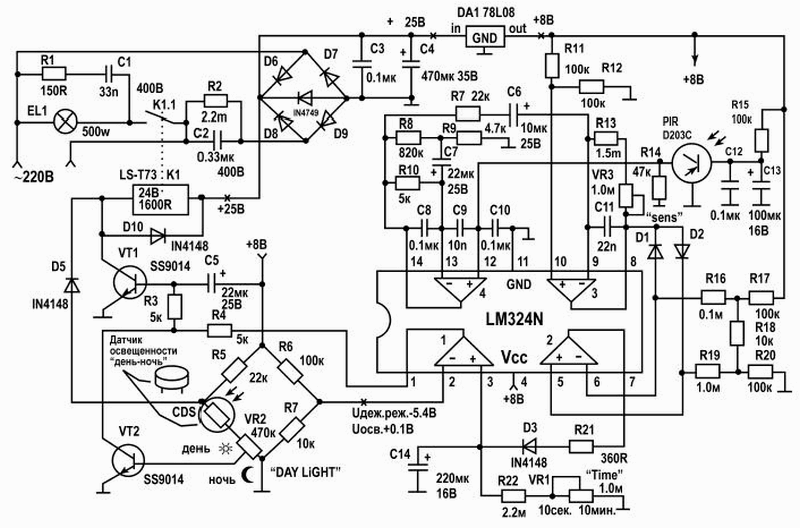 DA1 78L08
+ 25В
in GND out
+8В
R1
150R
C1
33n
400В
EL1
500w
K1.1
R2
2.2m
C2
0.33мк
400В
D6
D7
IN4749
D8
D9
C3
0.1мк
C4
470мк 35В
R11
100к
R12
100к
+8В
R15
100к
~220В
LS-T73 K1
24В
1600R
+25В
D10
IN4148
R7 22к
C6
10мк
25В
R8
820к
R9
4.7к
C7
22мк
25В
R10
5к
R13
1.5m
R14
47к
PIR
D203C
C12
0.1мк
C13
100мк
16В
VR3
1.0м
"sens"
C8
0.1мк
C9
10n
C10
0.1мк
C11
22n
D1
D2
D5
IN4148
VT1
SS9014
C5
22мк
25В
+8В
R3
5к
R4
5к
14 13 12 11 10 9 8
GND
4
3
LM324N
Vcc
1
2
1 2 3 4 5 6 7
+8В
R16
0.1м
R17
100к
R18
10к
R19
1.0м
R20
100к
Датчик
освещенности
"день-ночь"
R5
22к
R6
100к
CDS
VR2
470к
R7
10к
Uдеж.реж.-5.4В
Uосв.+0.1В
VT2
SS9014
день
ночь
"DAY LiGHT"
C14
220мк
16В
D3
IN4148
R21
360R
R22
2.2м
VR1
"Time"
1.0м
10сек.
10мин.